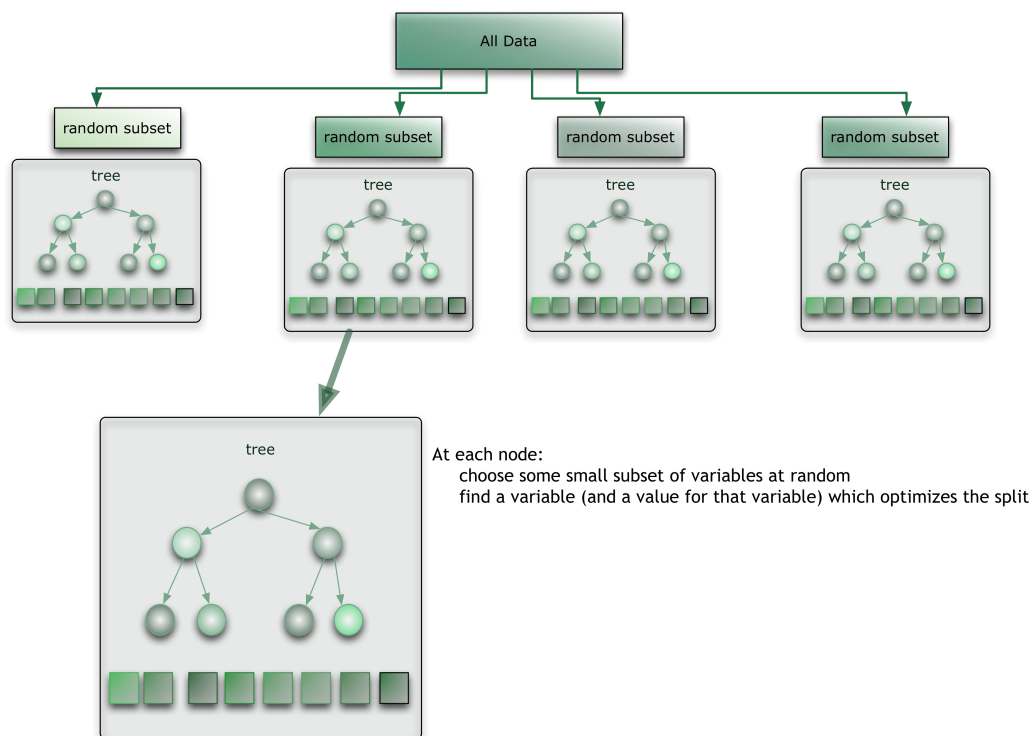 All Data
random subset
random subset
random subset
random subset
tree
tree
tree
tree
tree
At each node:
choose some small subset of variables at random
find a variable (and a value for that variable) which optimizes the split